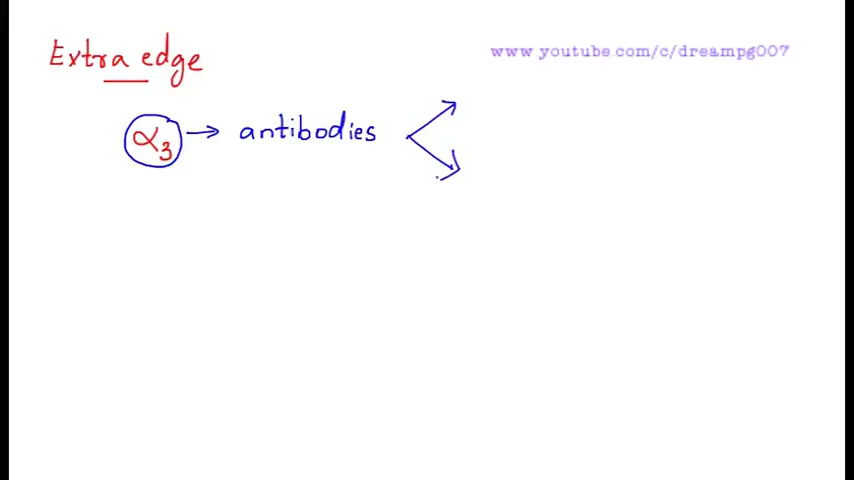 Extra edge
www.youtube.com/c/dreampg007
α₃ → antibodies